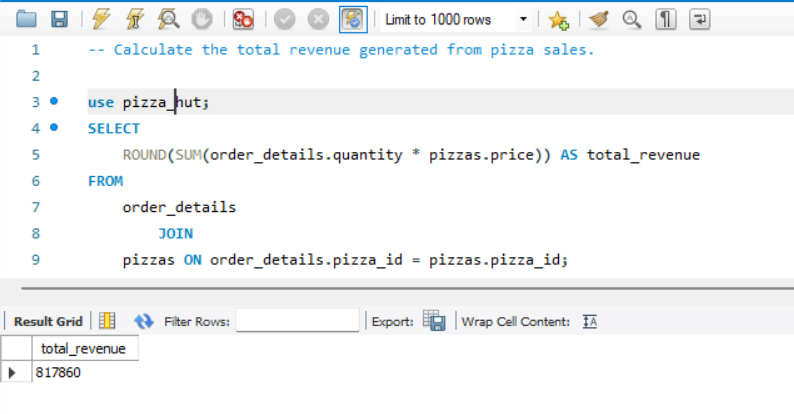 Limit to 1000 rows
1 -- Calculate the total revenue generated from pizza sales.
2
3 use pizza_hut;
4 SELECT
5 ROUND(SUM(order_details.quantity * pizzas.price)) AS total_revenue
6 FROM
7 order_details
8 JOIN
9 pizzas ON order_details.pizza_id = pizzas.pizza_id;
Result Grid Filter Rows: Export: Wrap Cell Content: IA
total_revenue
817860